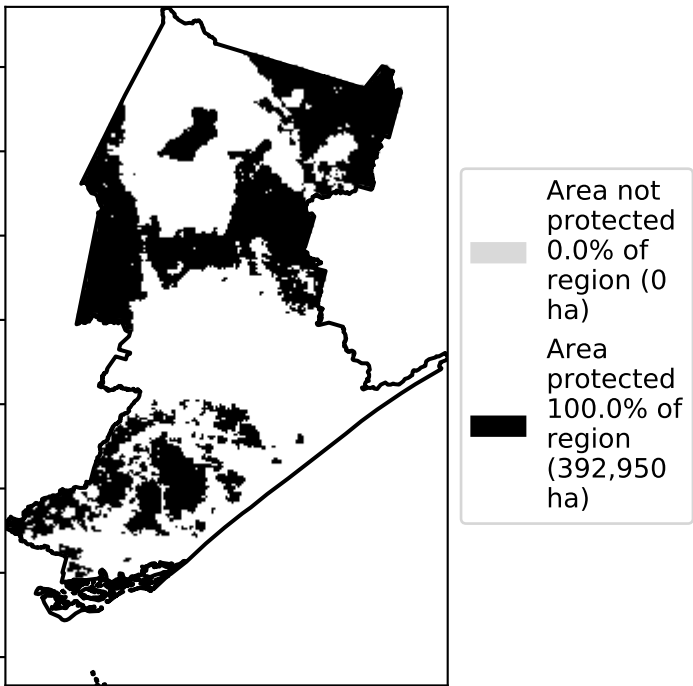 Area not
protected
0.0% of
region (0
ha)
Area
protected
100.0% of
region
(392,950
ha)